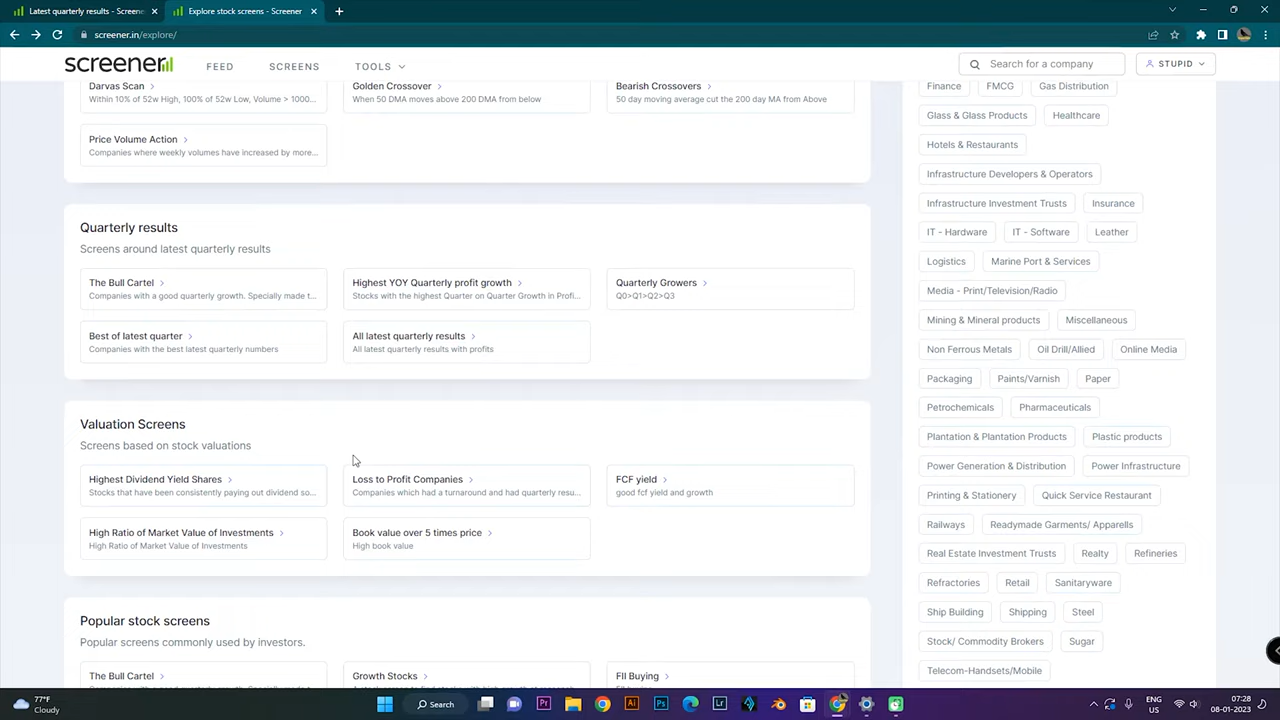 Latest quarterly results - Screene
Explore stock screens - Screener
screener.in/explore/
screener
FEED
SCREENS
TOOLS
Search for a company
STUPID
Darvas Scan
Within 10% of 52w High, 100% of 52w Low, Volume > 1000...
Golden Crossover
When 50 DMA moves above 200 DMA from below
Bearish Crossovers
50 day moving average cut the 200 day MA from Above
Price Volume Action
Companies where weekly volumes have increased by more...
Quarterly results
Screens around latest quarterly results
The Bull Cartel
Companies with a good quarterly growth. Specially made t...
Highest YOY Quarterly profit growth
Stocks with the highest Quarter on Quarter Growth in Profi...
Quarterly Growers
Q0>Q1>Q2>Q3
Best of latest quarter
Companies with the best latest quarterly numbers
All latest quarterly results
All latest quarterly results with profits
Valuation Screens
Screens based on stock valuations
Highest Dividend Yield Shares
Stocks that have been consistently paying out dividend so...
Loss to Profit Companies
Companies which had a turnaround and had quarterly resu...
FCF yield
good fcf yield and growth
High Ratio of Market Value of Investments
High Ratio of Market Value of Investments
Book value over 5 times price
High book value
Popular stock screens
Popular screens commonly used by investors.
The Bull Cartel
Growth Stocks
FII Buying
Finance
FMCG
Gas Distribution
Glass & Glass Products
Healthcare
Hotels & Restaurants
Infrastructure Developers & Operators
Infrastructure Investment Trusts
Insurance
IT - Hardware
IT - Software
Leather
Logistics
Marine Port & Services
Media - Print/Television/Radio
Mining & Mineral products
Miscellaneous
Non Ferrous Metals
Oil Drill/Allied
Online Media
Packaging
Paints/Varnish
Paper
Petrochemicals
Pharmaceuticals
Plantation & Plantation Products
Plastic products
Power Generation & Distribution
Power Infrastructure
Printing & Stationery
Quick Service Restaurant
Railways
Readymade Garments/ Apparells
Real Estate Investment Trusts
Realty
Refineries
Refractories
Retail
Sanitaryware
Ship Building
Shipping
Steel
Stock/ Commodity Brokers
Sugar
Telecom-Handsets/Mobile
77°F
Cloudy
Search
Pr
Ai
Ps
Lr
ENG
US
07:28
08-01-2023